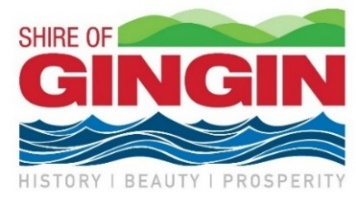 SHIRE OF
GINGIN
HISTORY | BEAUTY | PROSPERITY